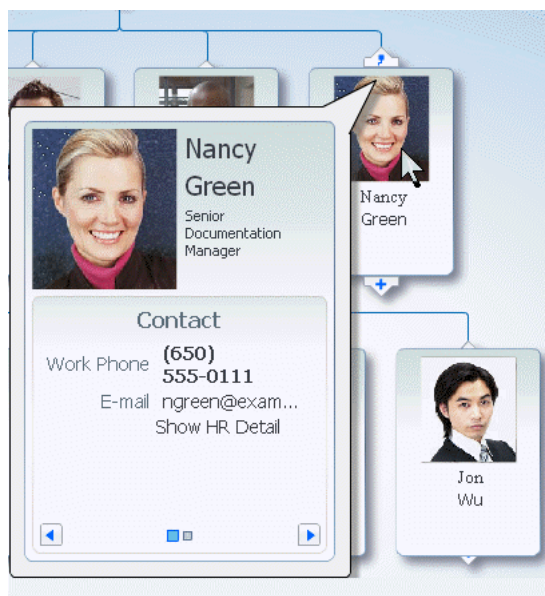 Nancy
Green
Senior
Documentation
Manager
Contact
Work Phone (650)
555-0111
E-mail ngreen@exam...
Show HR Detail
Nancy
Green
Jon
Wu